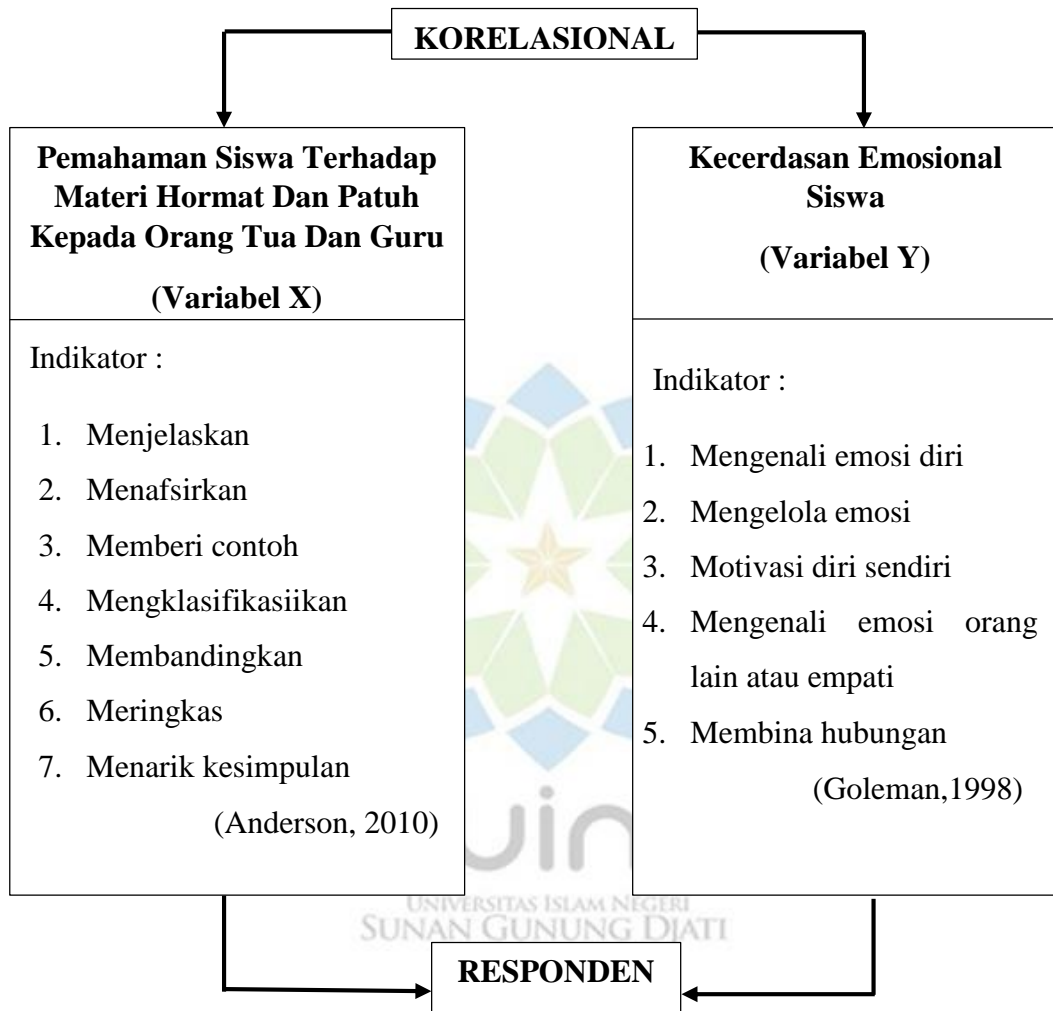 KORELASIONAL
Pemahaman Siswa Terhadap
Materi Hormat Dan Patuh
Kepada Orang Tua Dan Guru
(Variabel X)
Indikator :
1. Menjelaskan
2. Menafsirkan
3. Memberi contoh
4. Mengklasifikasiikan
5. Membandingkan
6. Meringkas
7. Menarik kesimpulan
(Anderson, 2010)
Kecerdasan Emosional
Siswa
(Variabel Y)
Indikator :
1. Mengenali emosi diri
2. Mengelola emosi
3. Motivasi diri sendiri
4. Mengenali emosi orang
lain atau empati
5. Membina hubungan
(Goleman,1998)
uin
UNIVERSITAS ISLAM NEGERI
SUNAN GUNUNG DJATI
RESPONDEN